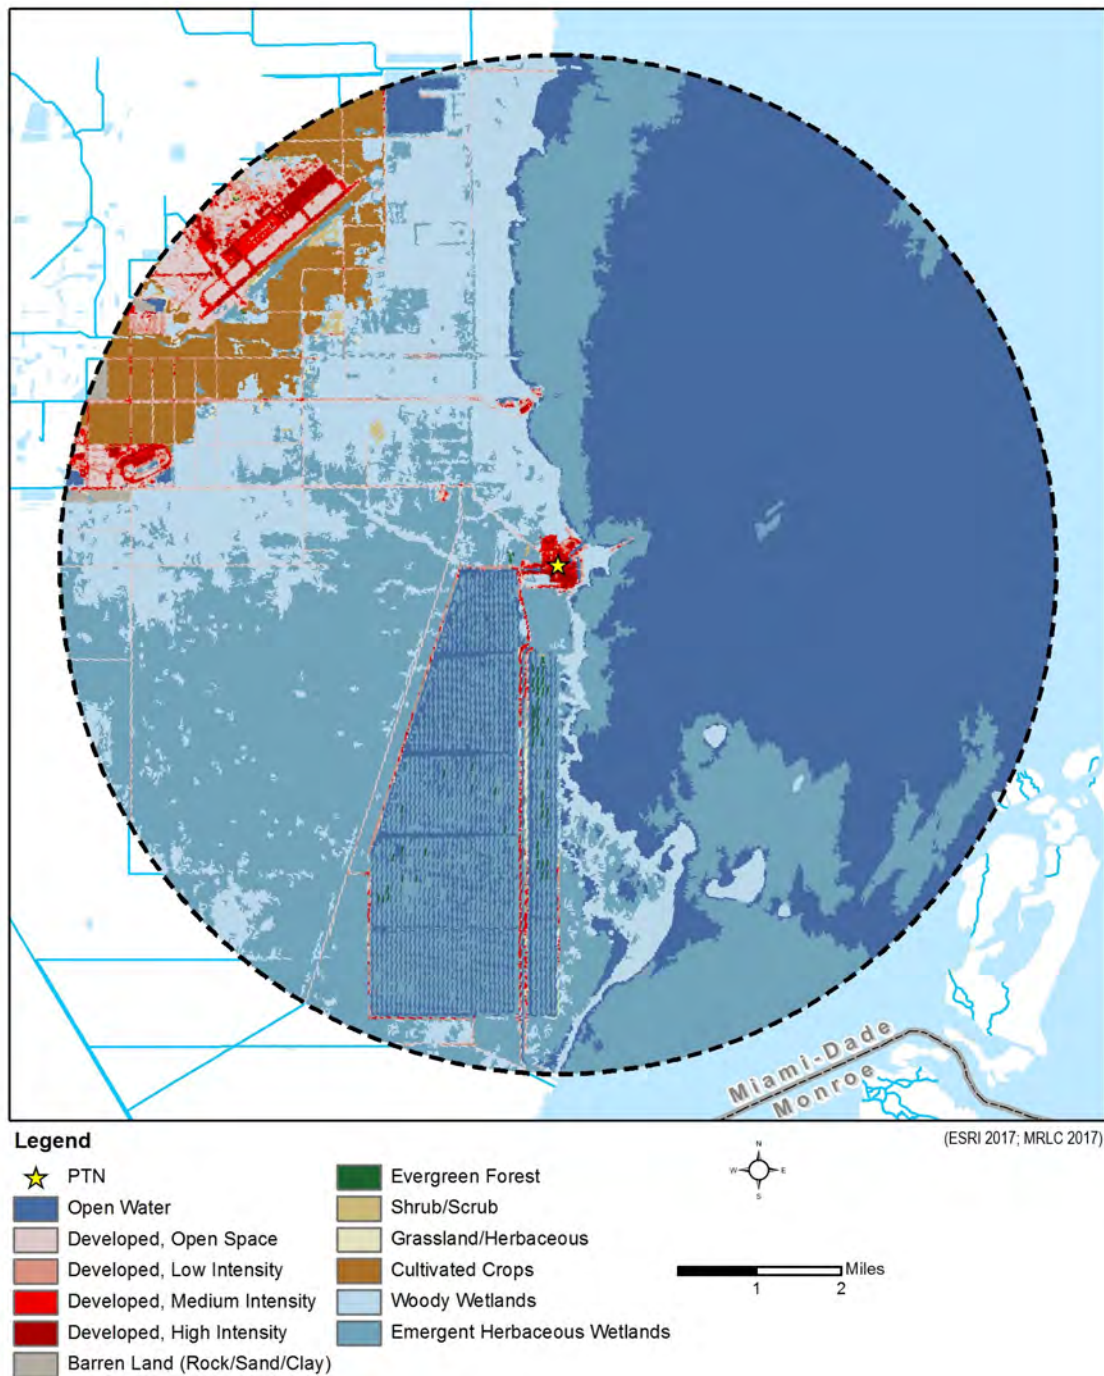 Miami-Dade
Monroe
(ESRI 2017; MRLC 2017)
Legend
PTN
Open Water
Developed, Open Space
Developed, Low Intensity
Developed, Medium Intensity
Developed, High Intensity
Barren Land (Rock/Sand/Clay)
Evergreen Forest
Shrub/Scrub
Grassland/Herbaceous
Cultivated Crops
Woody Wetlands
Emergent Herbaceous Wetlands
N
W E
S
Miles
1 2